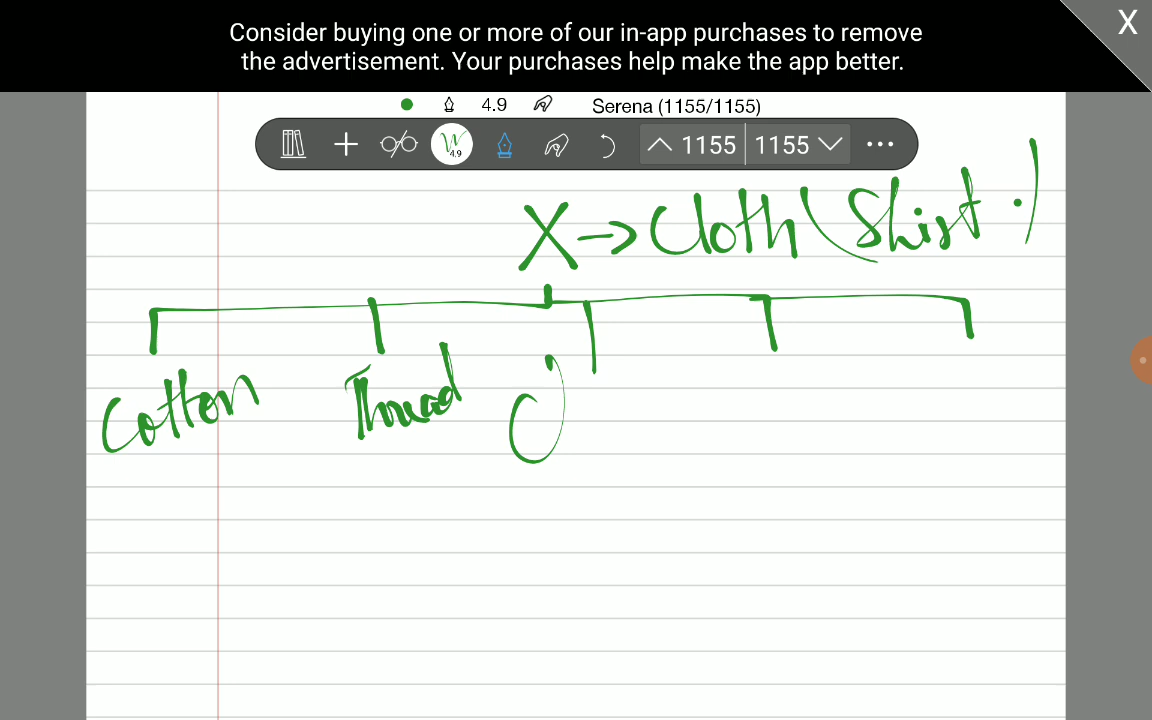 Consider buying one or more of our in-app purchases to remove
the advertisement. Your purchases help make the app better.
X
4.9 Serena (1155/1155)
W 4.9 1155 1155
X → Cloth (Shirt.)
Cotton Thread